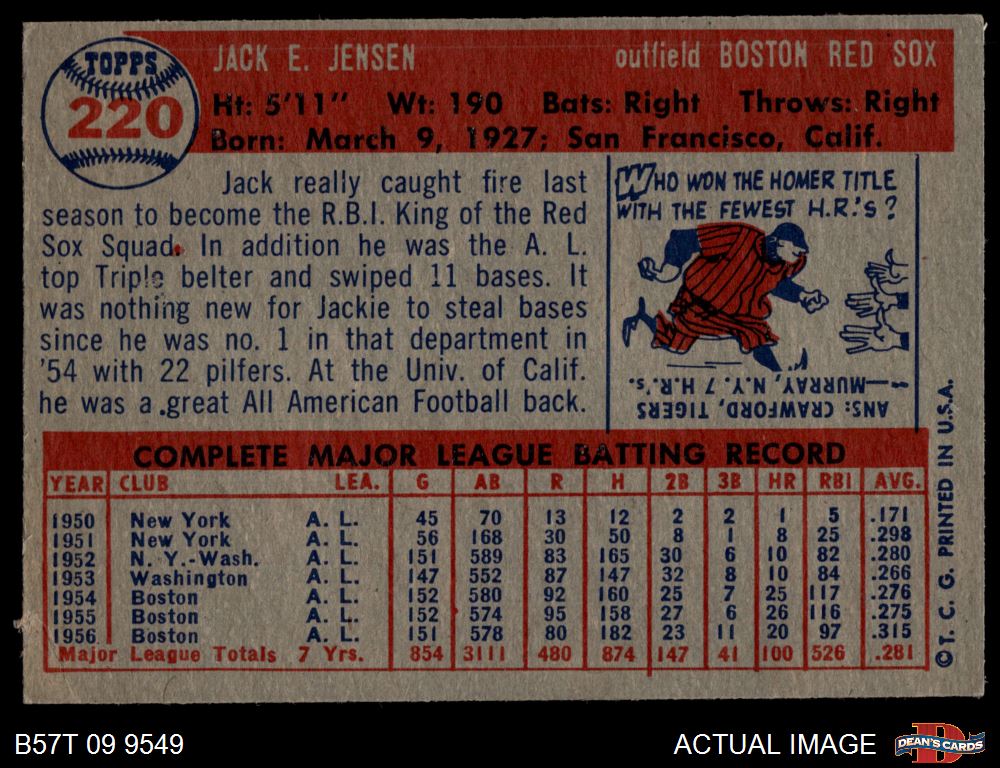 TOPPS
220
JACK E. JENSEN outfield BOSTON RED SOX
Ht: 5'11" Wt: 190 Bats: Right Throws: Right
Born: March 9, 1927; San Francisco, Calif.
Jack really caught fire last
season to become the R.B.I. King of the Red
Sox Squad. In addition he was the A. L.
top Triple belter and swiped 11 bases. It
was nothing new for Jackie to steal bases
since he was no. 1 in that department in
'54 with 22 pilfers. At the Univ. of Calif.
he was a great All American Football back.
WHO WON THE HOMER TITLE
WITH THE FEWEST H.R.'S?
ANS: CRAWFORD, TIGERS
—MURRAY, N.Y. 7 H.R.'s.
COMPLETE MAJOR LEAGUE BATTING RECORD
YEAR CLUB LEA. G AB R H 2B 3B HR RBI AVG.
1950 New York A. L. 45 70 13 12 2 2 1 5 .171
1951 New York A. L. 56 168 30 50 8 1 8 25 .298
1952 N. Y.-Wash. A. L. 151 589 83 165 30 6 10 82 .280
1953 Washington A. L. 147 552 87 147 32 8 10 84 .266
1954 Boston A. L. 152 580 92 160 25 7 25 117 .276
1955 Boston A. L. 152 574 95 158 27 6 26 116 .275
1956 Boston A. L. 151 578 80 182 23 11 20 97 .315
Major League Totals 7 Yrs. 854 3111 480 874 147 41 100 526 .281
© T. C. G. PRINTED IN U.S.A.
B57T 09 9549
ACTUAL IMAGE
D
DEAN'S CARDS